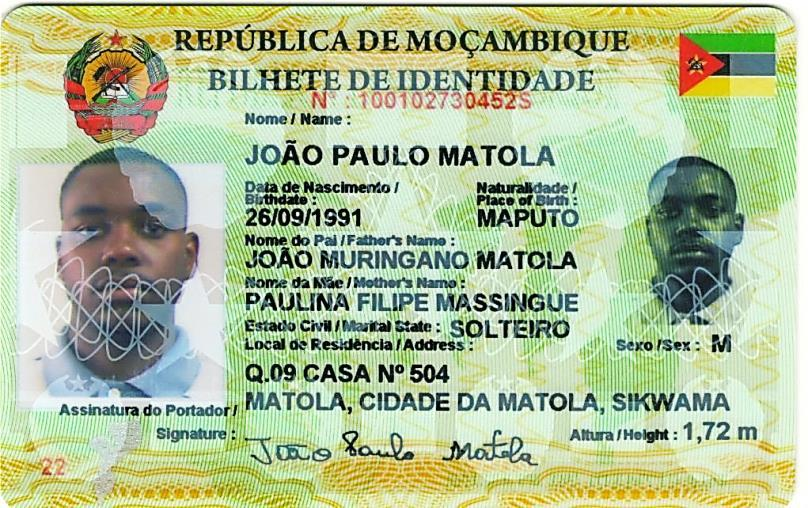 REPÚBLICA DE MOÇAMBIQUE
BILHETE DE IDENTIDADE
Nº : 100102730452S
Nome / Name :
JOÃO PAULO MATOLA
Data de Nascimento / Birthdate :
26/09/1991
Naturalidade / Place of Birth :
MAPUTO
Nome do Pai / Father's Name :
JOÃO MURINGANO MATOLA
Nome da Mãe / Mother's Name :
PAULINA FILIPE MASSINGUE
Estado Civil / Marital State : SOLTEIRO
Local de Residência / Address :
Sexo / Sex : M
Q.09 CASA Nº 504
MATOLA, CIDADE DA MATOLA, SIKWAMA
Assinatura do Portador / Signature :
João Paulo Matola
Altura / Height : 1,72 m
22